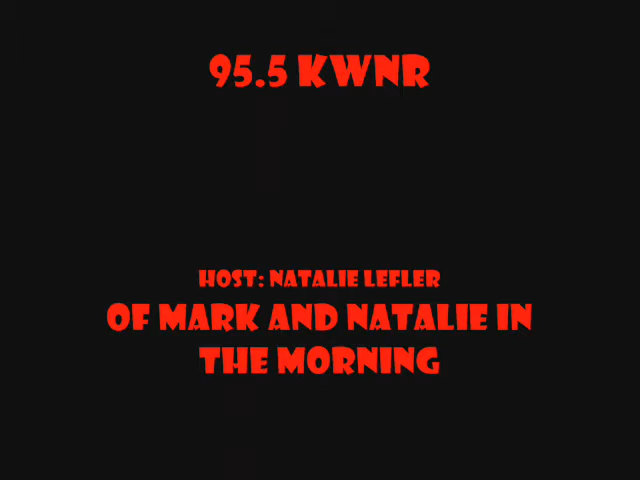 95.5 KWNR
HOST: NATALIE LEFLER
OF MARK AND NATALIE IN
THE MORNING